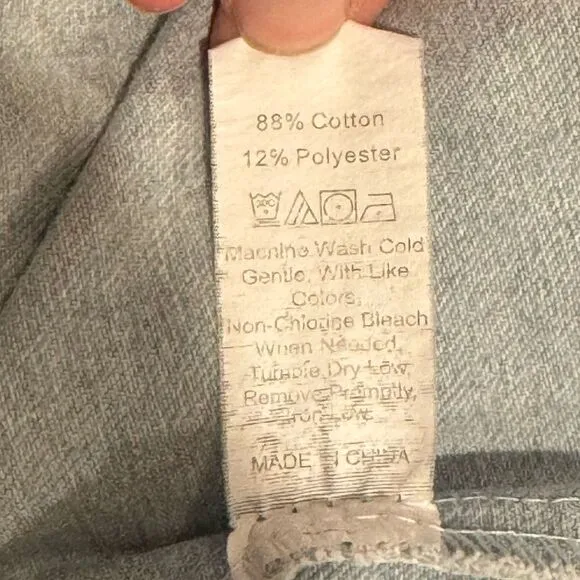 88% Cotton
12% Polyester
Machine Wash Cold
Gentle, With Like
Colors,
Non-Chlorine Bleach
When Needed,
Tumble Dry Low,
Remove Promptly,
Iron Low.
MADE IN CHINA